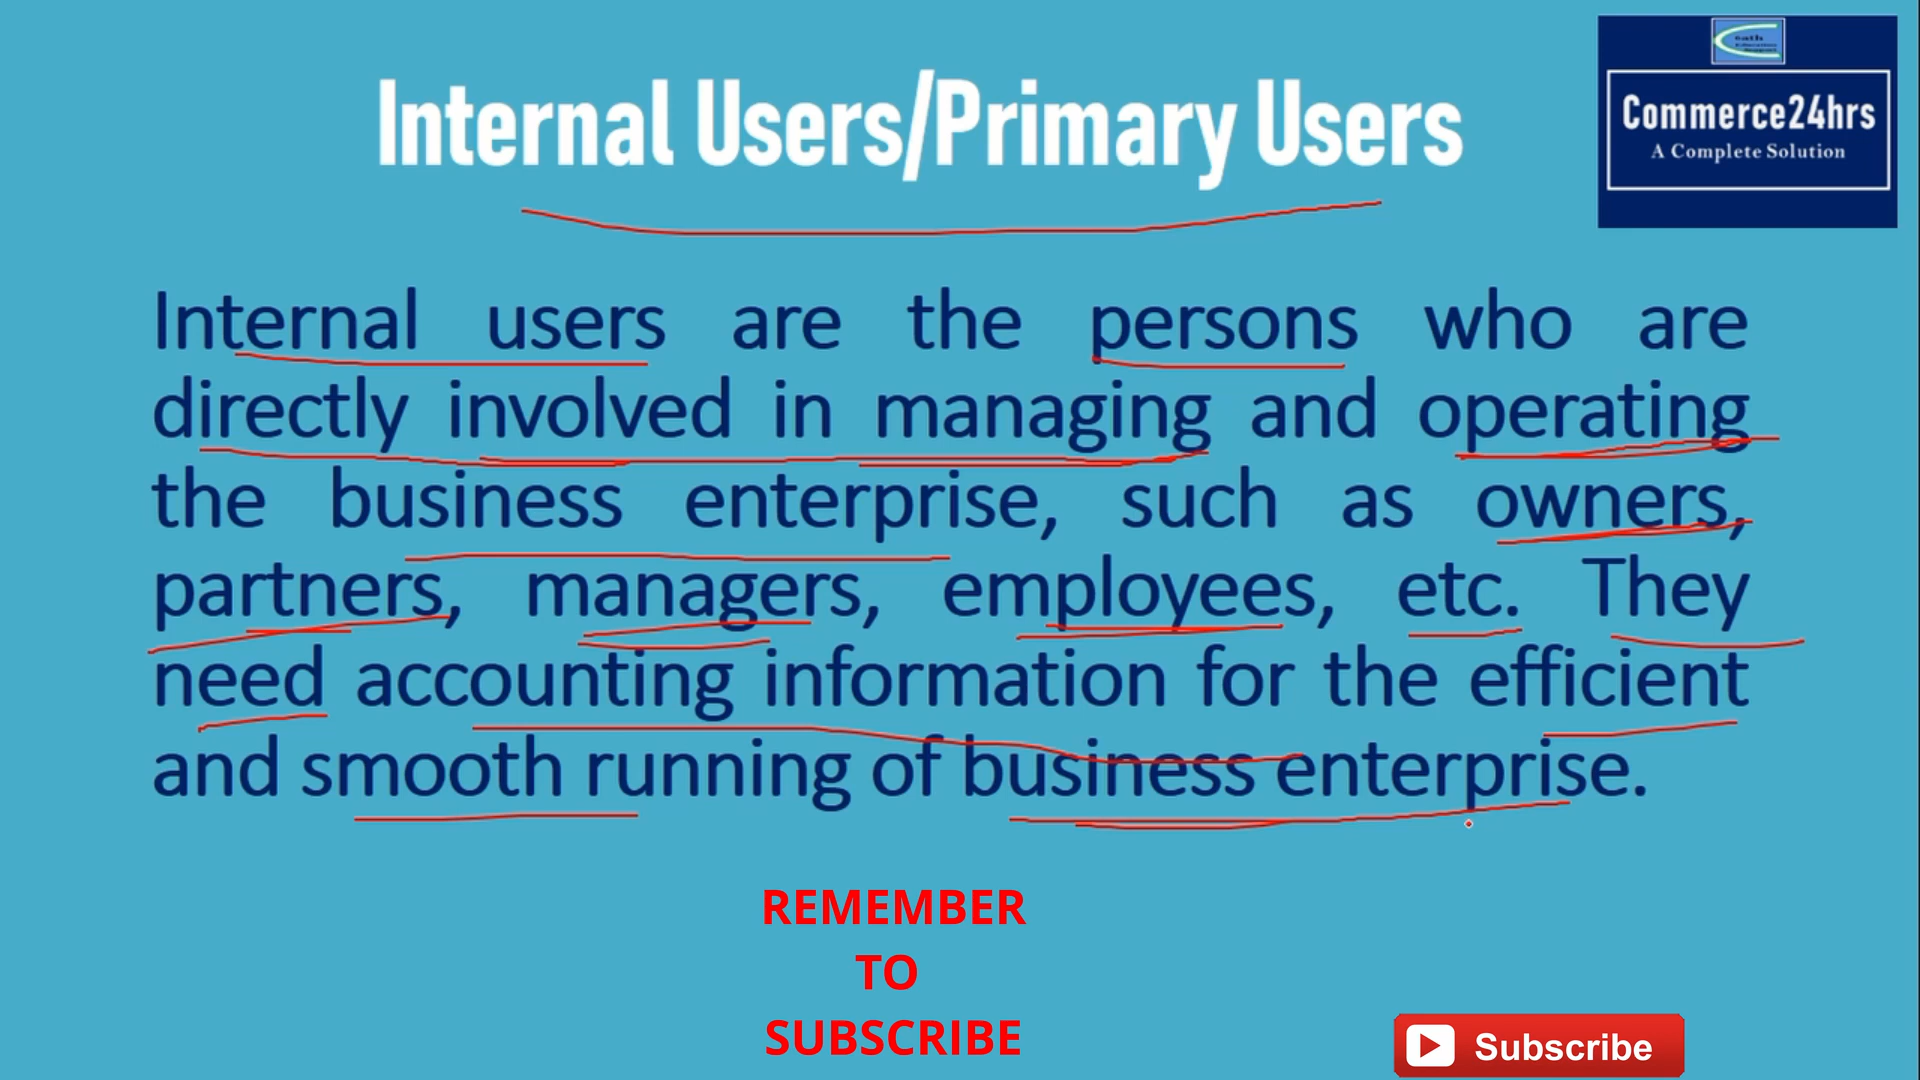 Internal Users/Primary Users
Commerce24hrs
A Complete Solution
Internal users are the persons who are
directly involved in managing and operating
the business enterprise, such as owners,
partners, managers, employees, etc. They
need accounting information for the efficient
and smooth running of business enterprise.
REMEMBER
TO
SUBSCRIBE
Subscribe